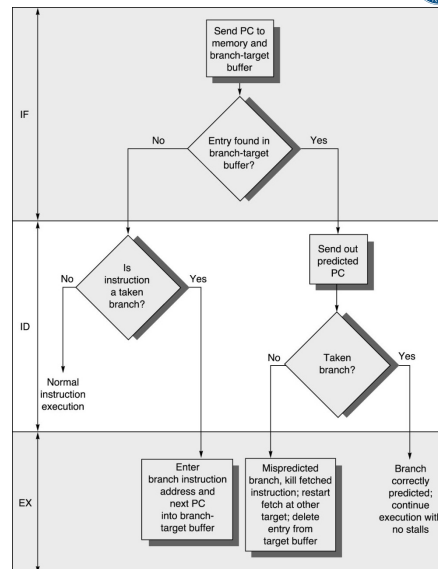 IF
Send PC to
memory and
branch-target
buffer
No
Entry found in
branch-target
buffer?
Yes
ID
No
Is
instruction
a taken
branch?
Yes
Send out
predicted
PC
No
Taken
branch?
Yes
Normal
instruction
execution
EX
Enter
branch instruction
address and
next PC
into branch-
target buffer
Mispredicted
branch, kill fetched
instruction; restart
fetch at other
target; delete
entry from
target buffer
Branch
correctly
predicted;
continue
execution with
no stalls